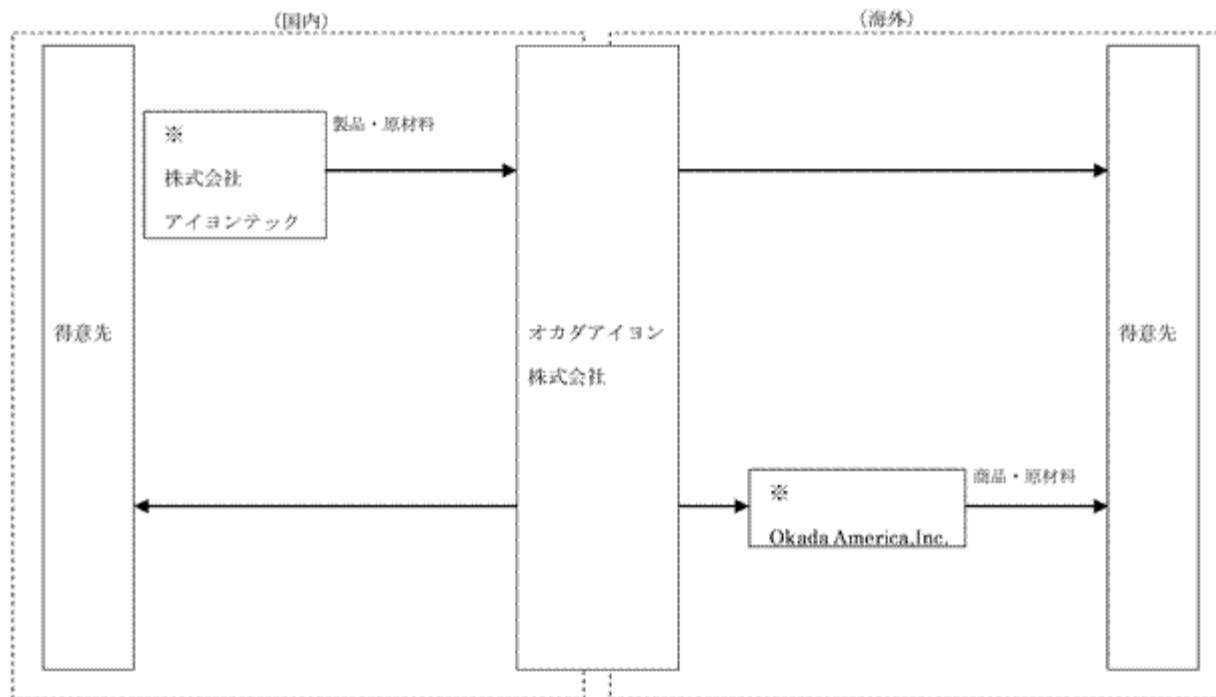 (国内)
(海外)
※
株式会社
アイヨンテック
製品・原材料
得意先
オカダアイヨン
株式会社
得意先
※
Okada America,Inc.
商品・原材料